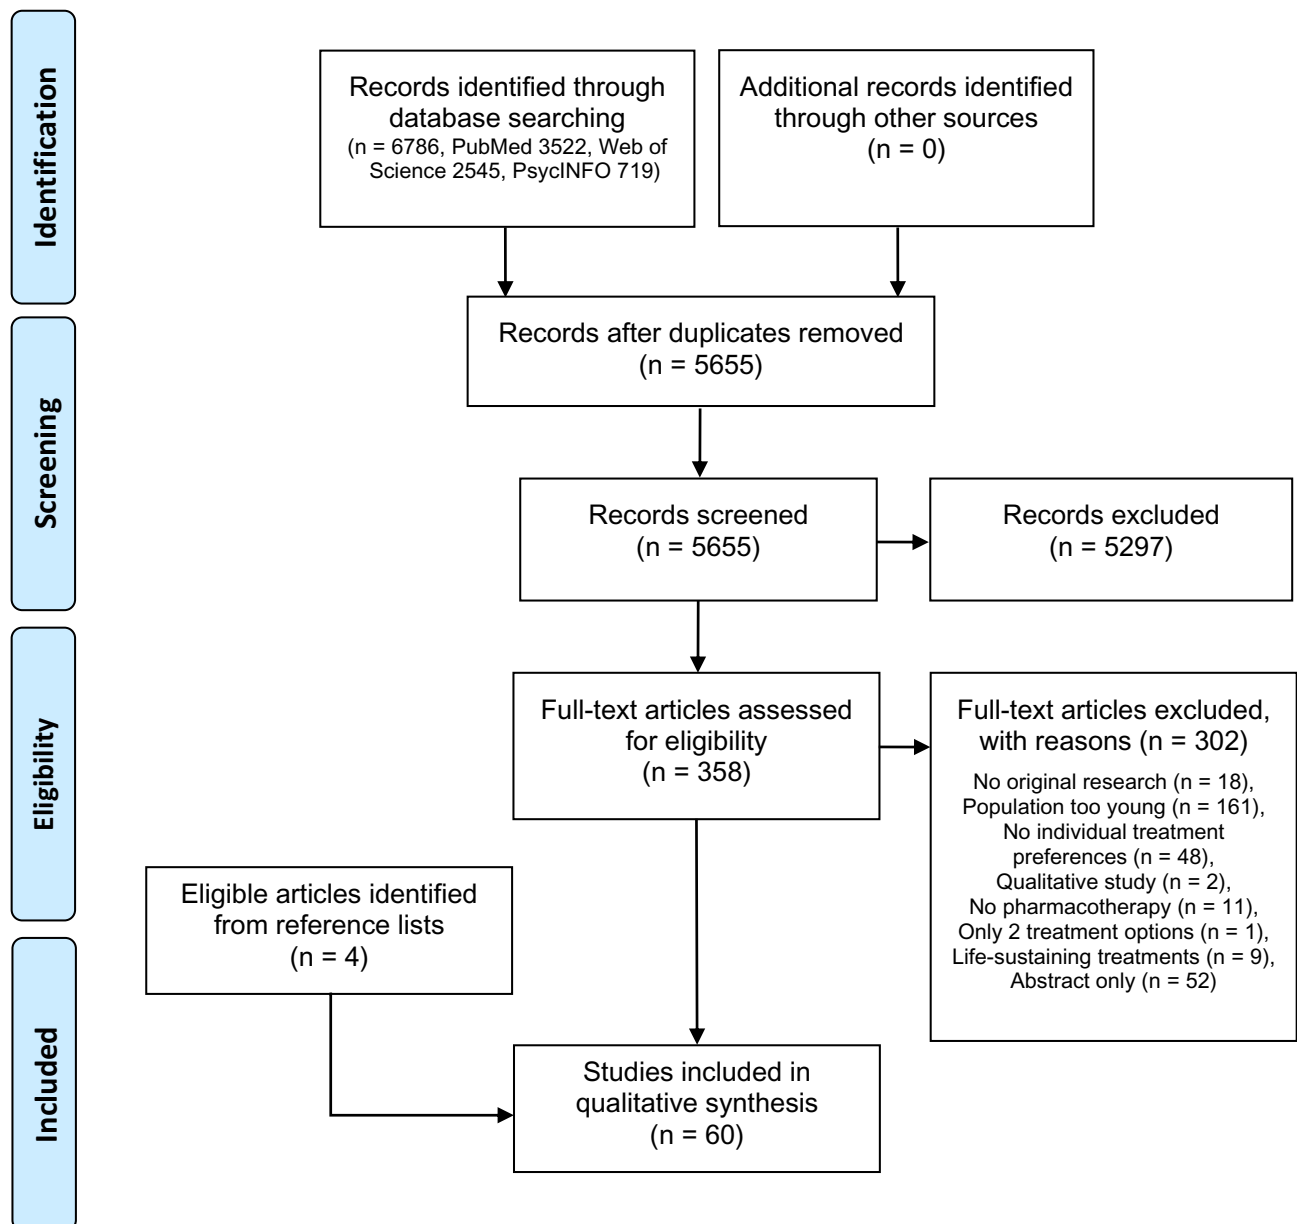 Identification
Records identified through
database searching
(n = 6786, PubMed 3522, Web of
Science 2545, PsycINFO 719)
Additional records identified
through other sources
(n = 0)
Records after duplicates removed
(n = 5655)
Screening
Records screened
(n = 5655)
Records excluded
(n = 5297)
Eligibility
Full-text articles assessed
for eligibility
(n = 358)
Full-text articles excluded,
with reasons (n = 302)
No original research (n = 18),
Population too young (n = 161),
No individual treatment
preferences (n = 48),
Qualitative study (n = 2),
No pharmacotherapy (n = 11),
Only 2 treatment options (n = 1),
Life-sustaining treatments (n = 9),
Abstract only (n = 52)
Eligible articles identified
from reference lists
(n = 4)
Included
Studies included in
qualitative synthesis
(n = 60)